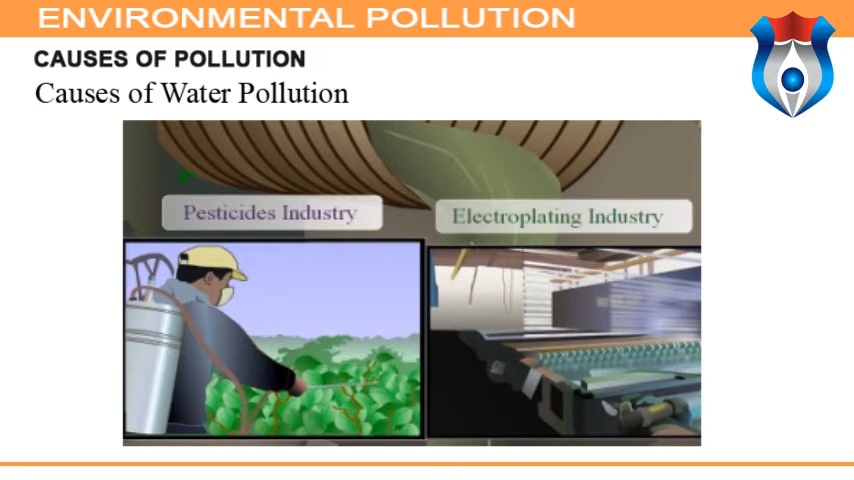 ENVIRONMENTAL POLLUTION
CAUSES OF POLLUTION
Causes of Water Pollution
Pesticides Industry
Electroplating Industry